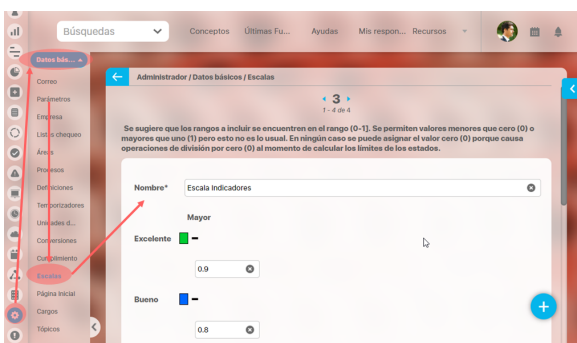 Búsquedas
Conceptos
Últimas Fu...
Ayudas
Mis respon...
Recursos
Datos bás...
Correo
Parámetros
Empresa
Listas chequeo
Áreas
Procesos
Definiciones
Temporizadores
Unidades d...
Conversiones
Cumplimiento
Escalas
Página Inicial
Cargos
Tópicos
Administrador / Datos básicos / Escalas
3
1 - 4 de 4
Se sugiere que los rangos a incluir se encuentren en el rango (0-1]. Se permiten valores menores que cero (0) o
mayores que uno (1) pero esto no es lo usual. En ningún caso se puede asignar el valor cero (0) porque causa
operaciones de división por cero (0) al momento de calcular los límites de los estados.
Nombre*
Escala Indicadores
Mayor
Excelente
0.9
Bueno
0.8